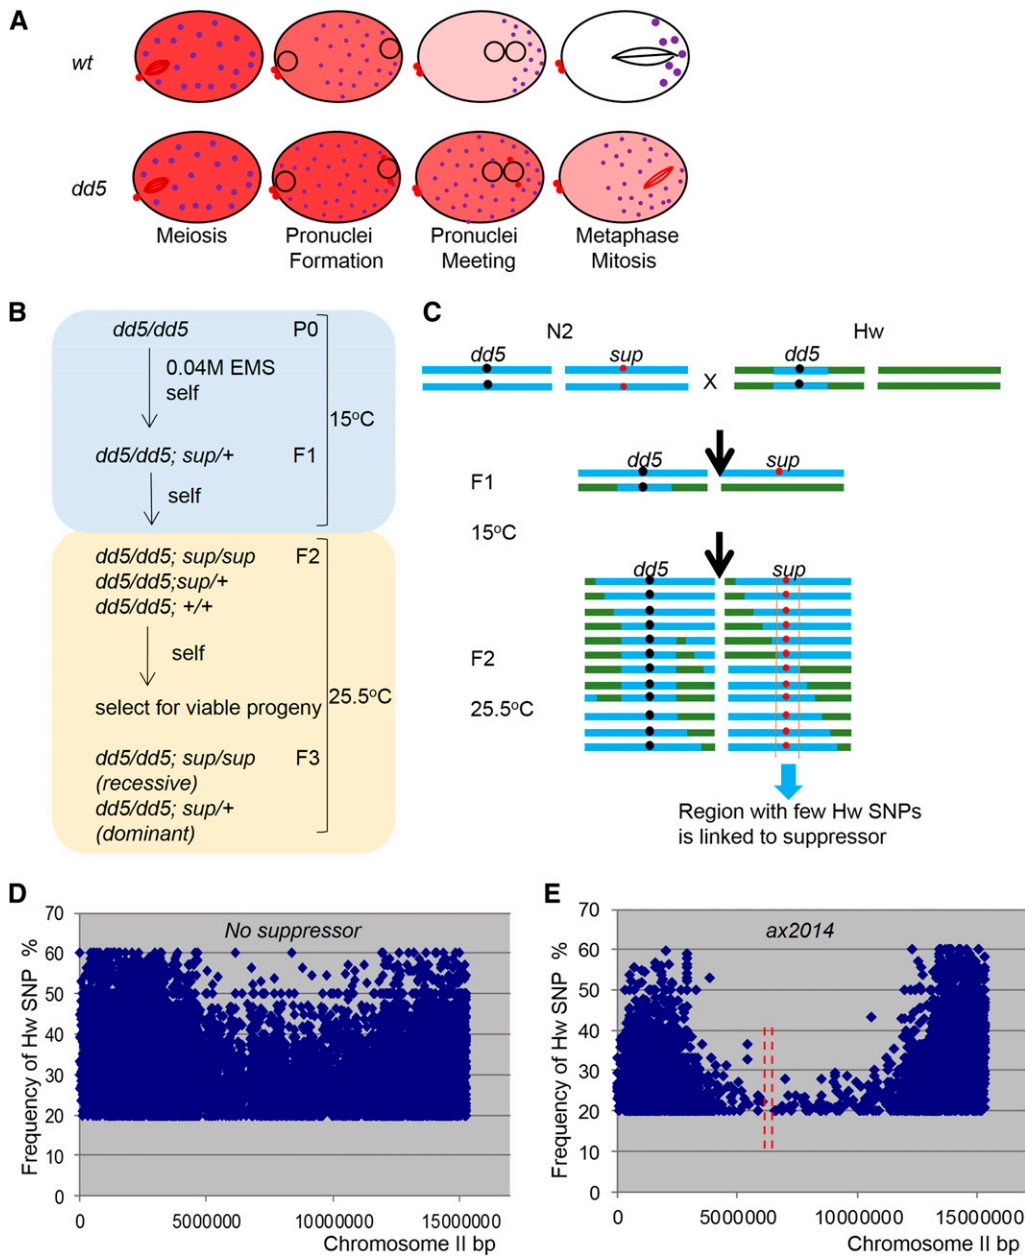 A
wt
dd5
Meiosis
Pronuclei
Formation
Pronuclei
Meeting
Metaphase
Mitosis
B
dd5/dd5 P0
0.04M EMS
self
15°C
dd5/dd5; sup/+ F1
self
dd5/dd5; sup/sup F2
dd5/dd5;sup/+
dd5/dd5; +/+
self
25.5°C
select for viable progeny
dd5/dd5; sup/sup F3
(recessive)
dd5/dd5; sup/+
(dominant)
C
N2 Hw
dd5 sup dd5
X
dd5 sup
F1
15°C
dd5 sup
F2
25.5°C
Region with few Hw SNPs
is linked to suppressor
D
No suppressor
Frequency of Hw SNP %
70
60
50
40
30
20
10
0
0 5000000 10000000 15000000
Chromosome II bp
E
ax2014
Frequency of Hw SNP %
70
60
50
40
30
20
10
0
0 5000000 10000000 15000000
Chromosome II bp